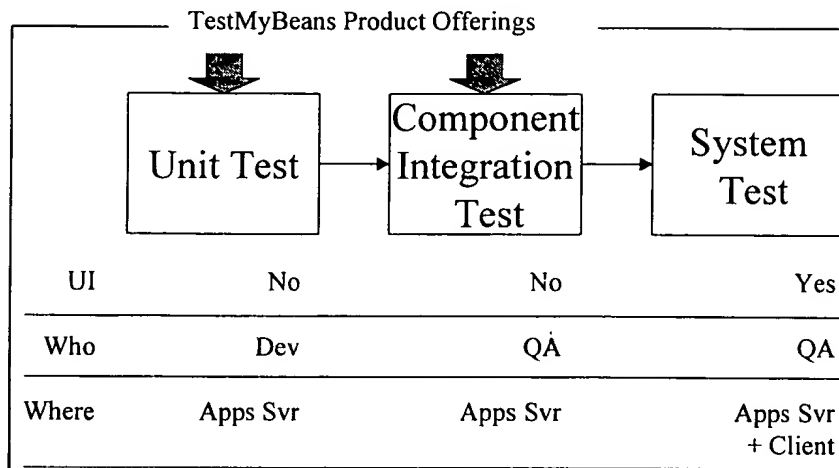 TestMyBeans Product Offerings
Unit Test
Component
Integration
Test
System
Test
UI No No Yes
Who Dev QA QA
Where Apps Svr Apps Svr Apps Svr
+ Client